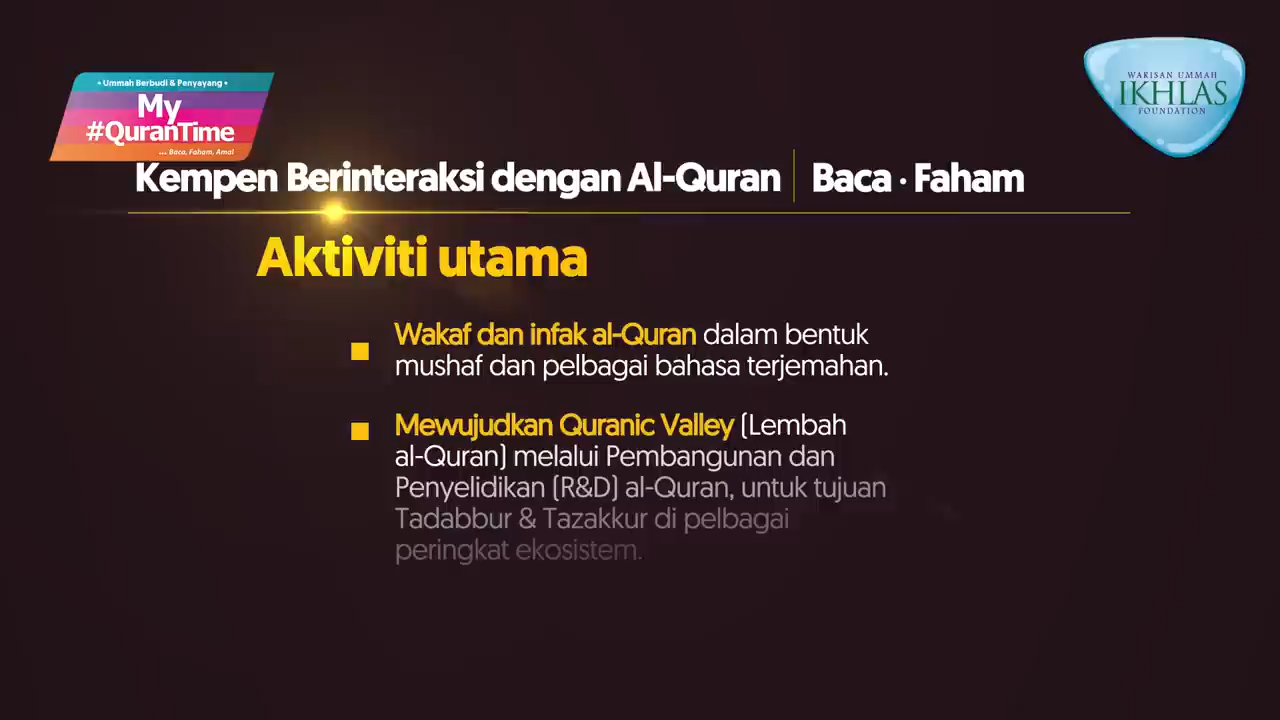 • Ummah Berbudi & Penyayang •
My
#QuranTime
... Baca, Faham, Amal
WARISAN UMMAH
IKHLAS
FOUNDATION
Kempen Berinteraksi dengan Al-Quran | Baca · Faham
Aktiviti utama
Wakaf dan infak al-Quran dalam bentuk
mushaf dan pelbagai bahasa terjemahan.
Mewujudkan Quranic Valley (Lembah
al-Quran) melalui Pembangunan dan
Penyelidikan (R&D) al-Quran, untuk tujuan
Tadabbur & Tazakkur di pelbagai
peringkat ekosistem.